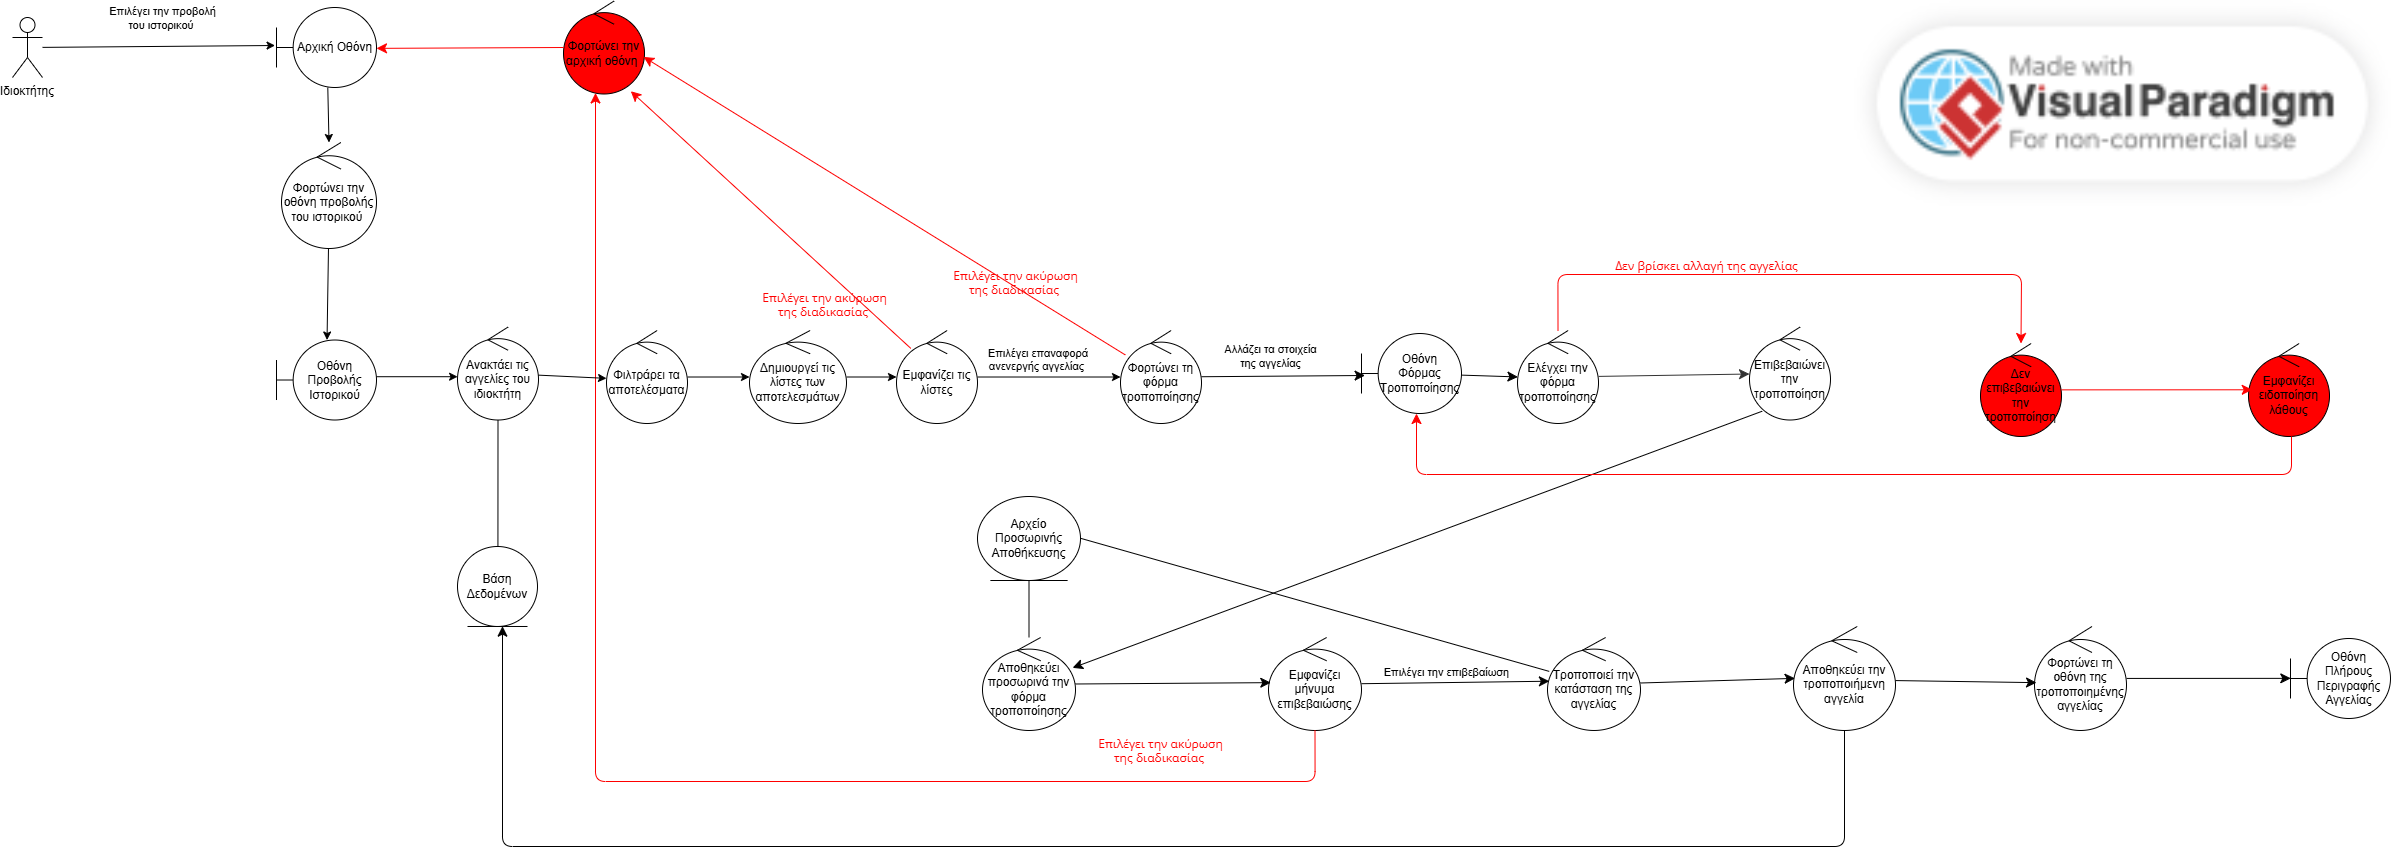 Επιλέγει την προβολή
του ιστορικού
Ιδιοκτήτης
Αρχική Οθόνη
Φορτώνει την
αρχική οθόνη
Made with
Visual Paradigm
For non-commercial use
Φορτώνει την
οθόνη προβολής
του ιστορικού
Επιλέγει την ακύρωση
της διαδικασίας
Επιλέγει την ακύρωση
της διαδικασίας
Δεν βρίσκει αλλαγή της αγγελίας
Οθόνη
Προβολής
Ιστορικού
Ανακτάει τις
αγγελίες του
ιδιοκτήτη
Φιλτράρει τα
αποτελέσματα
Δημιουργεί τις
λίστες των
αποτελεσμάτων
Εμφανίζει τις
λίστες
Επιλέγει επαναφορά
ανενεργής αγγελίας
Φορτώνει τη
φόρμα
τροποποίησης
Αλλάζει τα στοιχεία
της αγγελίας
Οθόνη
Φόρμας
Τροποποίησης
Ελέγχει την
φόρμα
τροποποίησης
Επιβεβαιώνει
την
τροποποίηση
Δεν
επιβεβαιώνει
την
τροποποίηση
Εμφανίζει
ειδοποίηση
λάθους
Αρχείο
Προσωρινής
Αποθήκευσης
Βάση
Δεδομένων
Αποθηκεύει
προσωρινά την
φόρμα
τροποποίησης
Εμφανίζει
μήνυμα
επιβεβαιώσης
Επιλέγει την επιβεβαίωση
Τροποποιεί την
κατάσταση της
αγγελίας
Αποθηκεύει την
τροποποιήμενη
αγγελία
Φορτώνει τη
οθόνη της
τροποποιημένης
αγγελίας
Οθόνη
Πλήρους
Περιγραφής
Αγγελίας
Επιλέγει την ακύρωση
της διαδικασίας